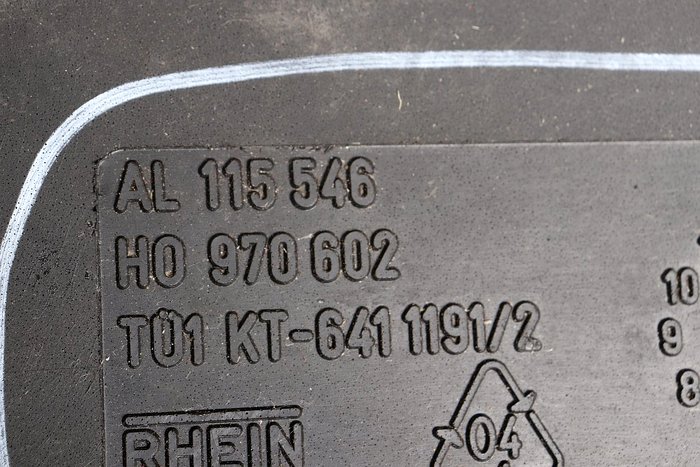 AL 115 546
HO 970 602
TÜ1 KT-641 1191/2
10
9
8
RHEIN
04